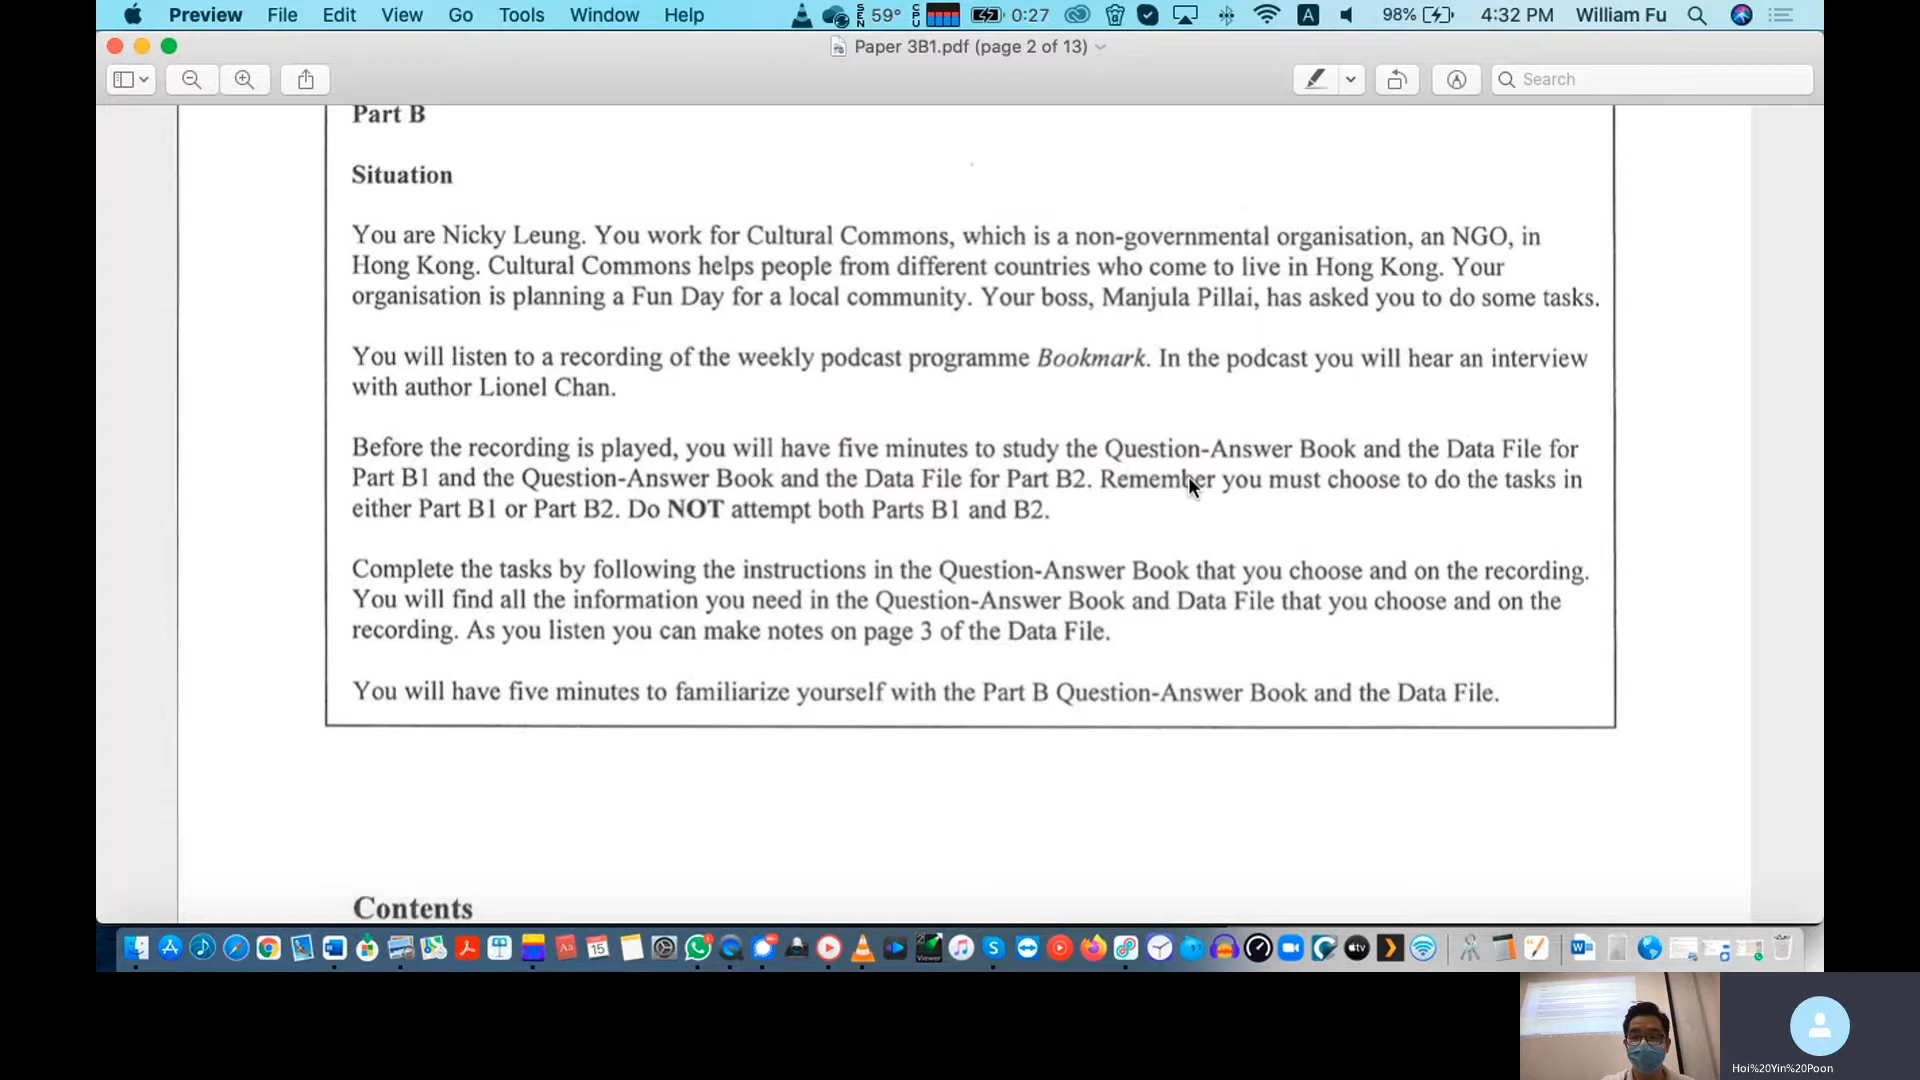 Preview File Edit View Go Tools Window Help SEN 59° CPU 0:27 A 98% 4:32 PM William Fu
Paper 3B1.pdf (page 2 of 13)
Search
Part B
Situation
You are Nicky Leung. You work for Cultural Commons, which is a non-governmental organisation, an NGO, in
Hong Kong. Cultural Commons helps people from different countries who come to live in Hong Kong. Your
organisation is planning a Fun Day for a local community. Your boss, Manjula Pillai, has asked you to do some tasks.
You will listen to a recording of the weekly podcast programme Bookmark. In the podcast you will hear an interview
with author Lionel Chan.
Before the recording is played, you will have five minutes to study the Question-Answer Book and the Data File for
Part B1 and the Question-Answer Book and the Data File for Part B2. Remember you must choose to do the tasks in
either Part B1 or Part B2. Do NOT attempt both Parts B1 and B2.
Complete the tasks by following the instructions in the Question-Answer Book that you choose and on the recording.
You will find all the information you need in the Question-Answer Book and Data File that you choose and on the
recording. As you listen you can make notes on page 3 of the Data File.
You will have five minutes to familiarize yourself with the Part B Question-Answer Book and the Data File.
Contents
Aa 15 Viewer tv
Hoi%20Yin%20Poon